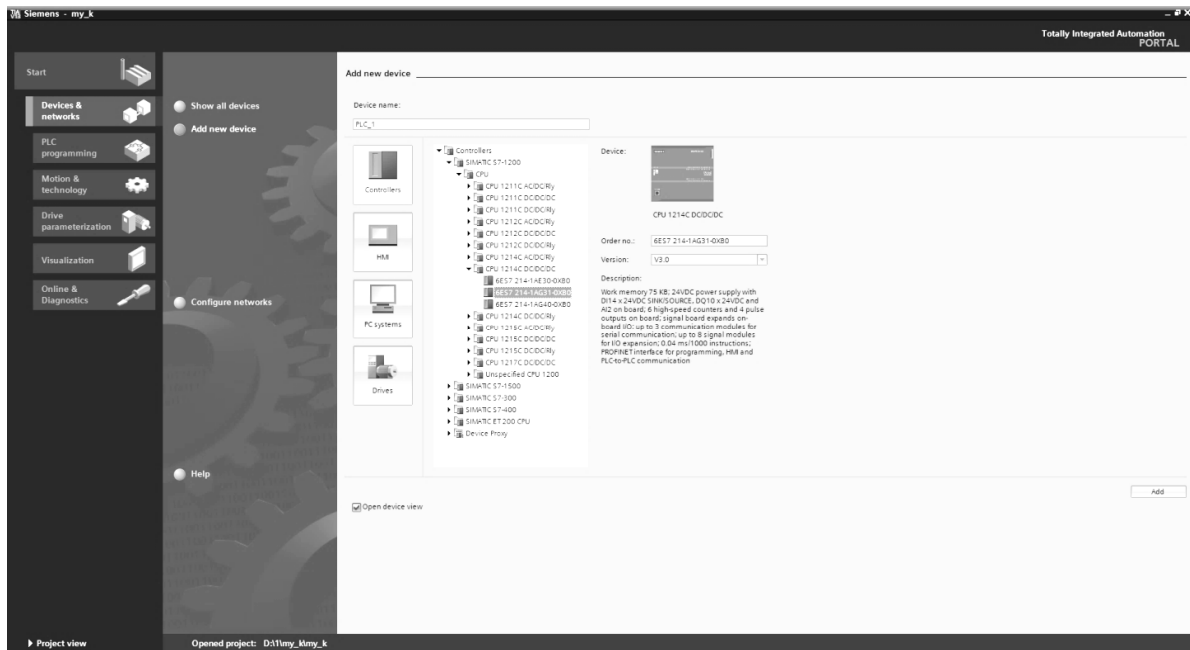 Siemens - my_k
Totally Integrated Automation
PORTAL
Start
Devices &
networks
PLC
programming
Motion &
technology
Drive
parameterization
Visualization
Online &
Diagnostics
Show all devices
Add new device
Configure networks
Help
Add new device
Device name:
PLC_1
Controllers
HMI
PC systems
Drives
Controllers
SIMATIC S7-1200
CPU
CPU 1211C AC/DC/Rly
CPU 1211C DC/DC/DC
CPU 1211C DC/DC/Rly
CPU 1212C AC/DC/Rly
CPU 1212C DC/DC/DC
CPU 1212C DC/DC/Rly
CPU 1214C AC/DC/Rly
CPU 1214C DC/DC/DC
6ES7 214-1AE30-0XB0
6ES7 214-1AG31-0XB0
6ES7 214-1AG40-0XB0
CPU 1214C DC/DC/Rly
CPU 1215C AC/DC/Rly
CPU 1215C DC/DC/DC
CPU 1215C DC/DC/Rly
CPU 1217C DC/DC/DC
Unspecified CPU 1200
SIMATIC S7-1500
SIMATIC S7-300
SIMATIC S7-400
SIMATIC ET 200 CPU
Device Proxy
Device:
CPU 1214C DC/DC/DC
Order no.: 6ES7 214-1AG31-0XB0
Version: V3.0
Description:
Work memory 75 KB; 24VDC power supply with
DI14 x 24VDC SINK/SOURCE, DQ10 x 24VDC and
AI2 on board; 6 high-speed counters and 4 pulse
outputs on board; signal board expands on-
board I/O; up to 3 communication modules for
serial communication; up to 8 signal modules
for I/O expansion; 0.04 ms/1000 instructions;
PROFINET interface for programming, HMI and
PLC-to-PLC communication
Add
Open device view
Project view
Opened project: D:\1\my_k\my_k